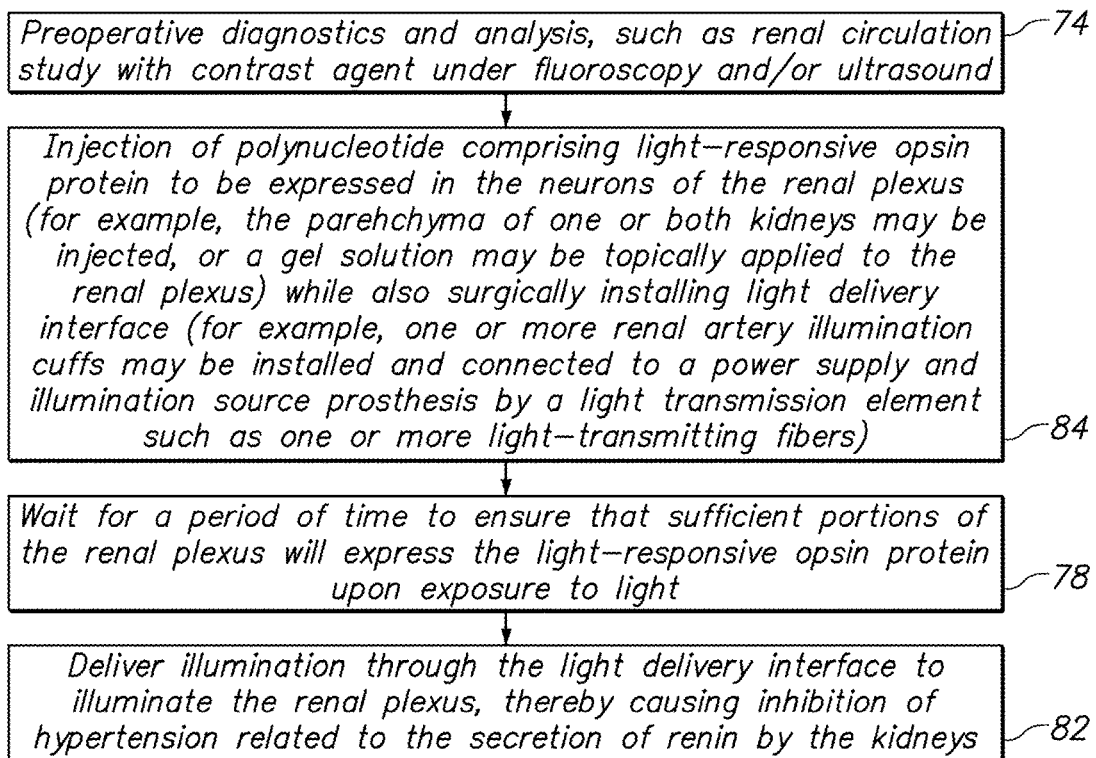 Preoperative diagnostics and analysis, such as renal circulation
study with contrast agent under fluoroscopy and/or ultrasound
74
Injection of polynucleotide comprising light-responsive opsin
protein to be expressed in the neurons of the renal plexus
(for example, the parehchyma of one or both kidneys may be
injected, or a gel solution may be topically applied to the
renal plexus) while also surgically installing light delivery
interface (for example, one or more renal artery illumination
cuffs may be installed and connected to a power supply and
illumination source prosthesis by a light transmission element
such as one or more light-transmitting fibers)
84
Wait for a period of time to ensure that sufficient portions of
the renal plexus will express the light-responsive opsin protein
upon exposure to light
78
Deliver illumination through the light delivery interface to
illuminate the renal plexus, thereby causing inhibition of
hypertension related to the secretion of renin by the kidneys
82